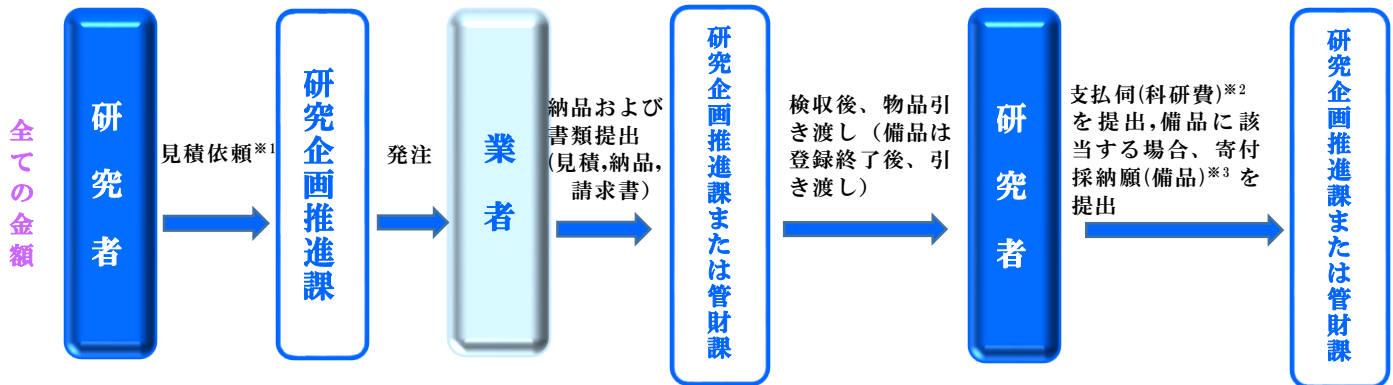 全ての金額
研究者
見積依頼※1
研究企画推進課
発注
業者
納品および
書類提出
(見積,納品,
請求書)
研究企画推進課または管財課
検収後、物品引
き渡し（備品は
登録終了後、引
き渡し）
研究者
支払伺(科研費)※2
を提出,備品に該
当する場合、寄付
採納願(備品)※3 を
提出
研究企画推進課または管財課